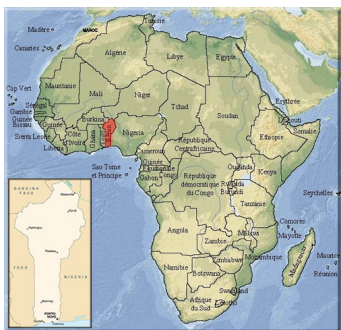 Madère
MAROC
Tunisie
Canaries
Algérie
Libye
Egypte
Mauritanie
Mali
Niger
Tchad
Soudan
Erythrée
Cap Vert
Sénégal
Gambie
Guinée
Bissau
Guinée
Burkina
Djibouti
Somalie
Sierra Leone
Côte
Ghana
Nigeria
Ethiopie
Liberia
République
Centrafricaine
Cameroun
Sao Tome
et Principe
Guinée
Equatoriale
Gabon
Congo
République
démocratique
du Congo
Ouganda
Kenya
Rwanda
Burundi
Seychelles
Tanzanie
Comores
Mayotte
Angola
Zambie
Malawi
Mozambique
Zimbabwe
Madagascar
Maurice
Réunion
Namibie
Botswana
Swaziland
Lesotho
Afrique
du Sud
BURKINA
FASO
TOGO
NIGERIA
PORTO-
NOVO